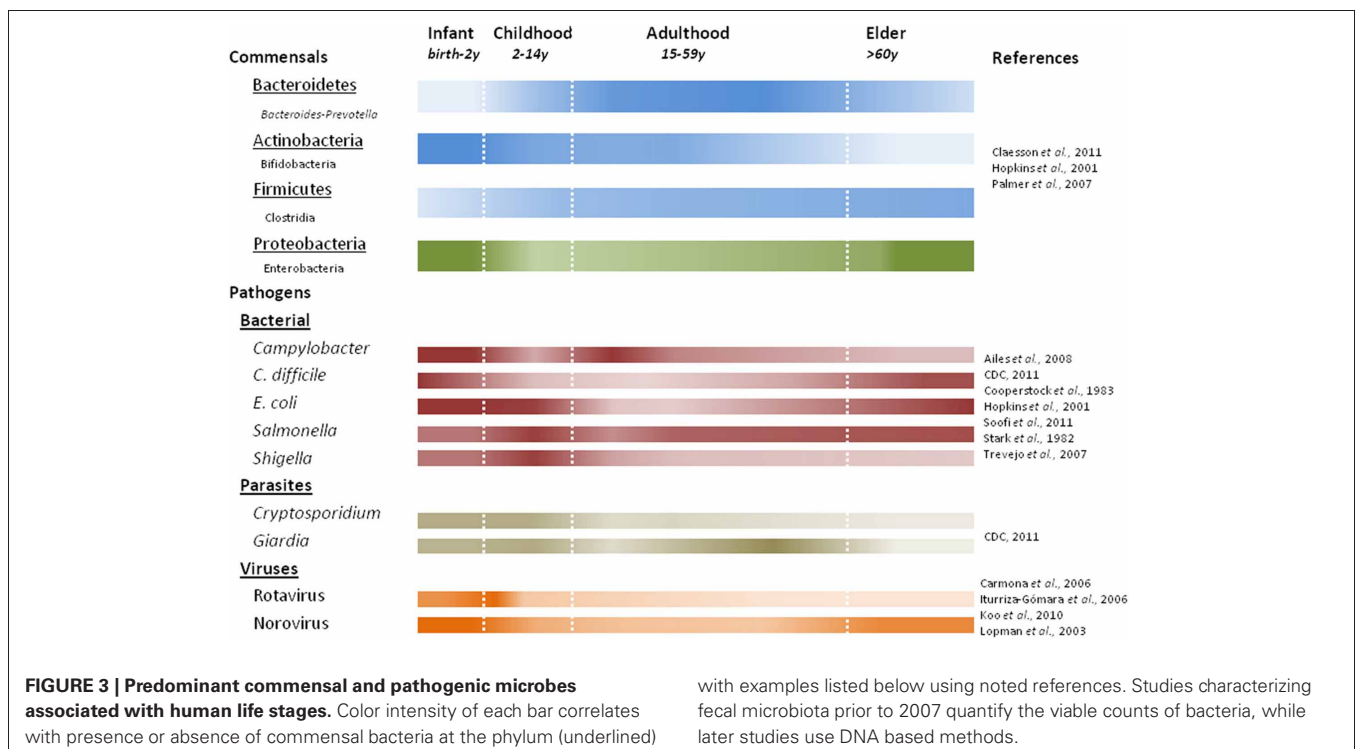 Infant Childhood Adulthood Elder
Commensals birth-2y 2-14y 15-59y >60y References
Bacteroidetes
Bacteroides-Prevotella
Actinobacteria
Bifidobacteria
Claesson et al., 2011
Hopkins et al., 2001
Palmer et al., 2007
Firmicutes
Clostridia
Proteobacteria
Enterobacteria
Pathogens
Bacterial
Campylobacter
C. difficile
E. coli
Salmonella
Shigella
Ailes et al., 2008
CDC, 2011
Cooperstock et al., 1983
Hopkins et al., 2001
Soofi et al., 2011
Stark et al., 1982
Trevejo et al., 2007
Parasites
Cryptosporidium
Giardia
CDC, 2011
Viruses
Rotavirus
Norovirus
Carmona et al., 2006
Iturriza-Gómara et al., 2006
Koo et al., 2010
Lopman et al., 2003
FIGURE 3 | Predominant commensal and pathogenic microbes
associated with human life stages. Color intensity of each bar correlates
with presence or absence of commensal bacteria at the phylum (underlined)
with examples listed below using noted references. Studies characterizing
fecal microbiota prior to 2007 quantify the viable counts of bacteria, while
later studies use DNA based methods.